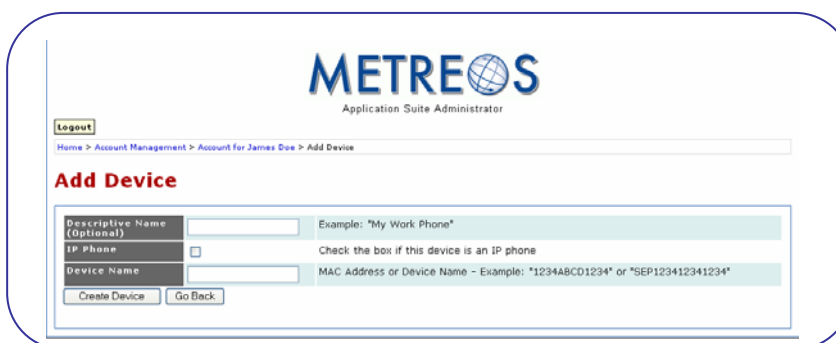 METREOS
Application Suite Administrator
Logout
Home > Account Management > Account for James Doe > Add Device
Add Device
Descriptive Name (Optional) Example: "My Work Phone"
IP Phone Check the box if this device is an IP phone
Device Name MAC Address or Device Name - Example: "1234ABCD1234" or "SEP123412341234"
Create Device Go Back